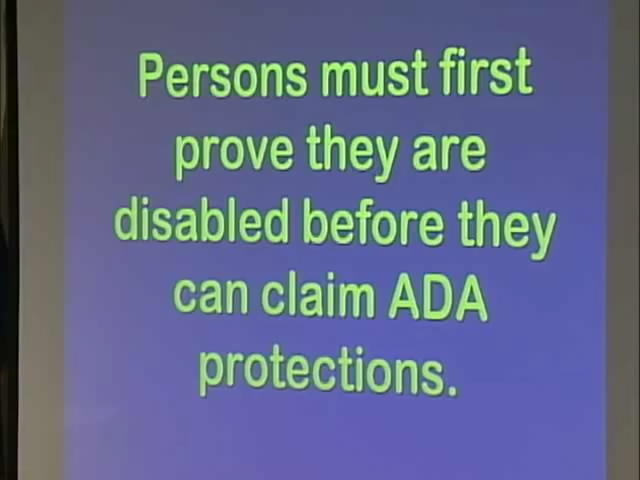 Persons must first
prove they are
disabled before they
can claim ADA
protections.